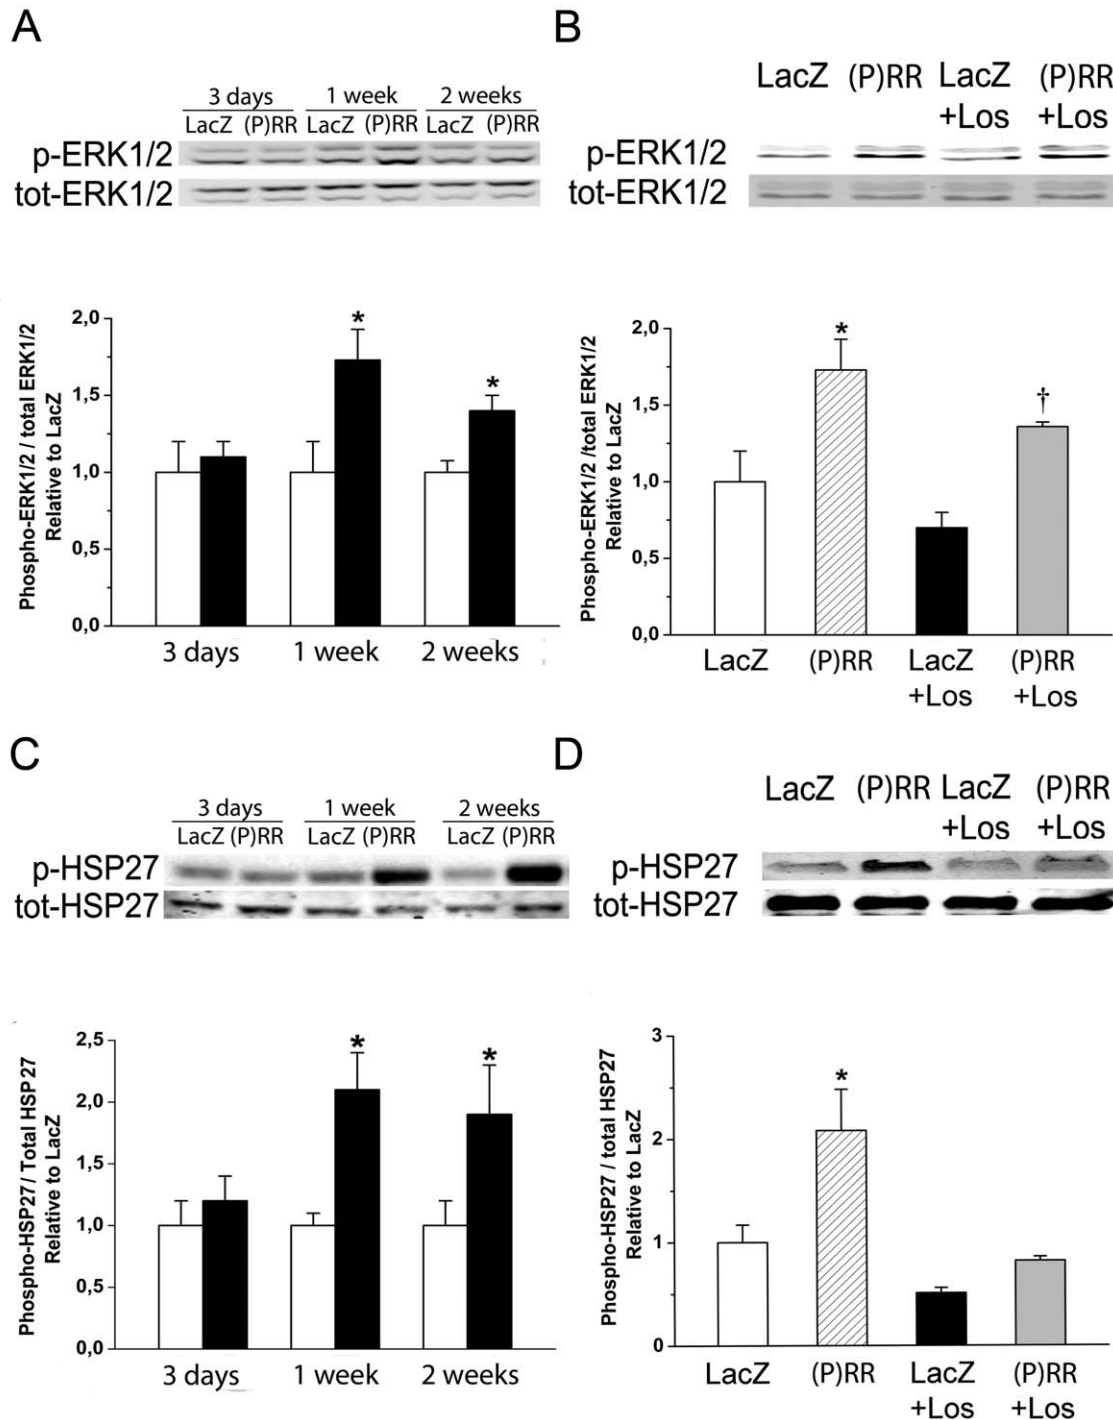 A
3 days 1 week 2 weeks
LacZ (P)RR LacZ (P)RR LacZ (P)RR
p-ERK1/2
tot-ERK1/2
Phospho-ERK1/2 / total ERK1/2
Relative to LacZ
2,0
1,5
1,0
0,5
0,0
* *
3 days 1 week 2 weeks
B
LacZ (P)RR LacZ (P)RR
+Los +Los
p-ERK1/2
tot-ERK1/2
Phospho-ERK1/2 /total ERK1/2
Relative to LacZ
2,0
1,5
1,0
0,5
0,0
* †
LacZ (P)RR LacZ (P)RR
+Los +Los
C
3 days 1 week 2 weeks
LacZ (P)RR LacZ (P)RR LacZ (P)RR
p-HSP27
tot-HSP27
Phospho-HSP27/ Total HSP27
Relative to LacZ
2,5
2,0
1,5
1,0
0,5
0,0
* *
3 days 1 week 2 weeks
D
LacZ (P)RR LacZ (P)RR
+Los +Los
p-HSP27
tot-HSP27
Phospho-HSP27 / total HSP27
Relative to LacZ
3
2
1
0
*
LacZ (P)RR LacZ (P)RR
+Los +Los